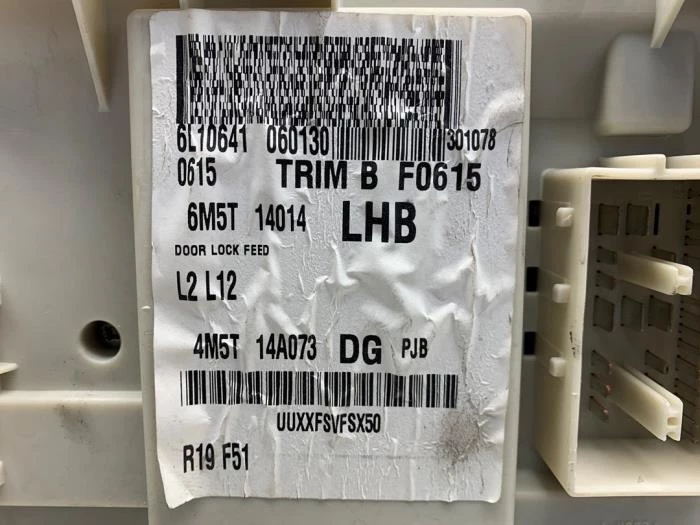 6L10641 060130 301078
0615 TRIM B F0615
6M5T 14014 LHB
DOOR LOCK FEED
L2 L12
4M5T 14A073 DG PJB
UUXXFSVFSX50
R19 F51